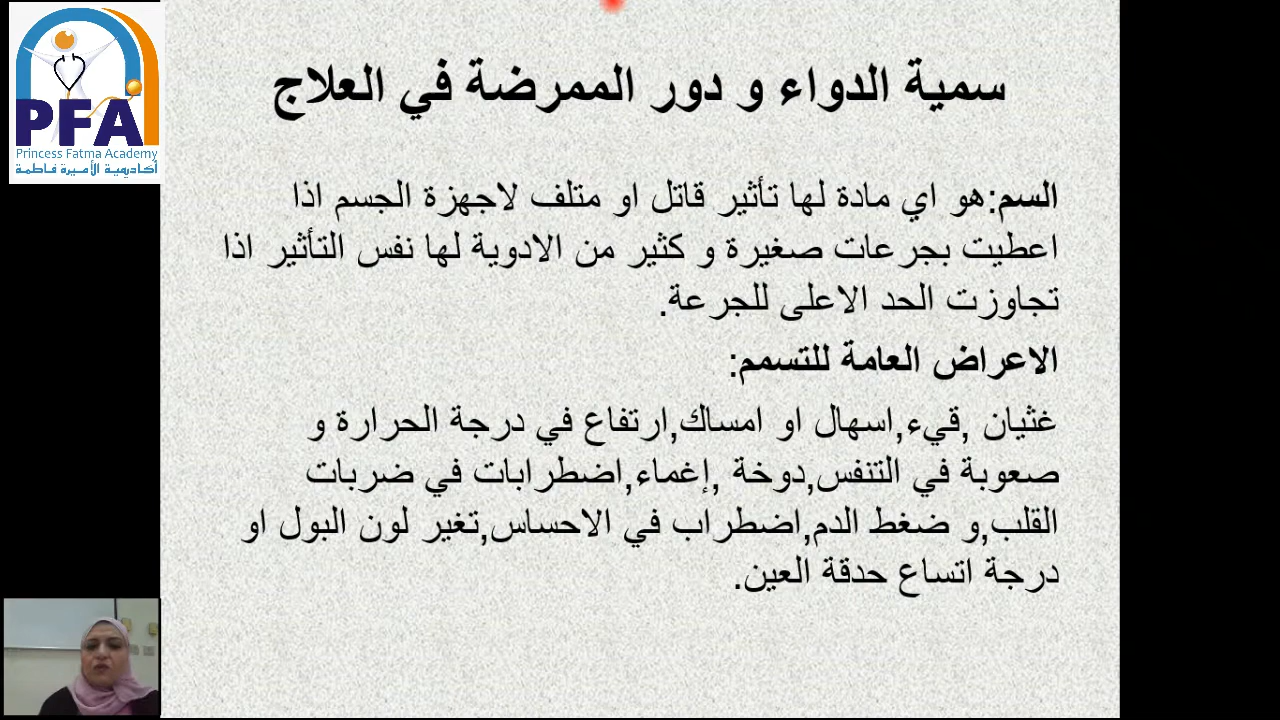 PFA
Princess Fatma Academy
أكاديمية الأميرة فاطمة
سمية الدواء و دور الممرضة في العلاج
السم:هو اي مادة لها تأثير قاتل او متلف لاجهزة الجسم اذا
اعطيت بجرعات صغيرة و كثير من الادوية لها نفس التأثير اذا
تجاوزت الحد الاعلى للجرعة.
الاعراض العامة للتسمم:
غثيان ,قيء,اسهال او امساك,ارتفاع في درجة الحرارة و
صعوبة في التنفس,دوخة ,إغماء,اضطرابات في ضربات
القلب,و ضغط الدم,اضطراب في الاحساس,تغير لون البول او
درجة اتساع حدقة العين.